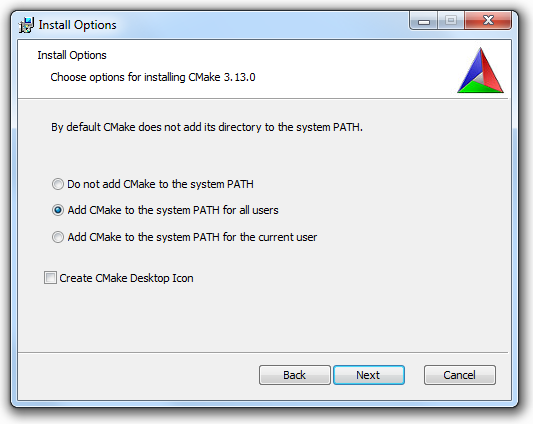 Install Options
Install Options
Choose options for installing CMake 3.13.0
By default CMake does not add its directory to the system PATH.
Do not add CMake to the system PATH
Add CMake to the system PATH for all users
Add CMake to the system PATH for the current user
Create CMake Desktop Icon
Back Next Cancel